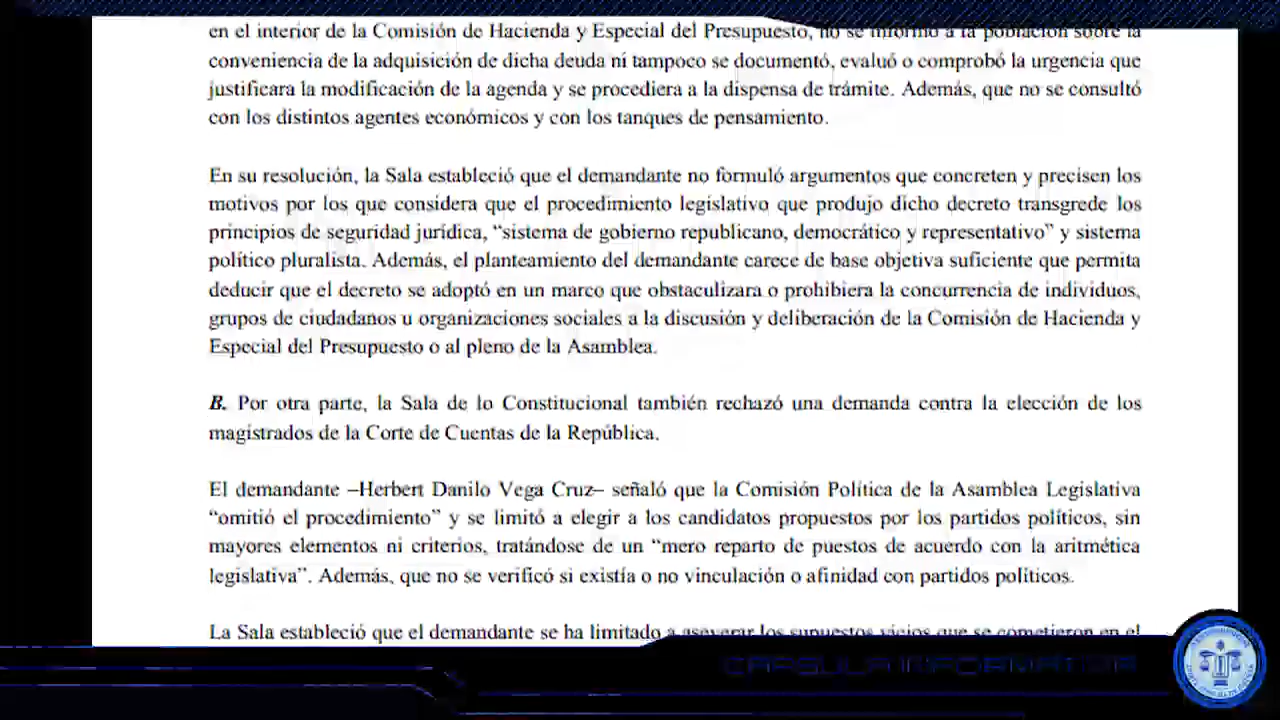 en el interior de la Comisión de Hacienda y Especial del Presupuesto, no se informó a la población sobre la
conveniencia de la adquisición de dicha deuda ni tampoco se documentó, evaluó o comprobó la urgencia que
justificara la modificación de la agenda y se procediera a la dispensa de trámite. Además, que no se consultó
con los distintos agentes económicos y con los tanques de pensamiento.
En su resolución, la Sala estableció que el demandante no formuló argumentos que concreten y precisen los
motivos por los que considera que el procedimiento legislativo que produjo dicho decreto transgrede los
principios de seguridad jurídica, “sistema de gobierno republicano, democrático y representativo” y sistema
político pluralista. Además, el planteamiento del demandante carece de base objetiva suficiente que permita
deducir que el decreto se adoptó en un marco que obstaculizara o prohibiera la concurrencia de individuos,
grupos de ciudadanos u organizaciones sociales a la discusión y deliberación de la Comisión de Hacienda y
Especial del Presupuesto o al pleno de la Asamblea.
B. Por otra parte, la Sala de lo Constitucional también rechazó una demanda contra la elección de los
magistrados de la Corte de Cuentas de la República.
El demandante –Herbert Danilo Vega Cruz– señaló que la Comisión Política de la Asamblea Legislativa
“omitió el procedimiento” y se limitó a elegir a los candidatos propuestos por los partidos políticos, sin
mayores elementos ni criterios, tratándose de un “mero reparto de puestos de acuerdo con la aritmética
legislativa”. Además, que no se verificó si existía o no vinculación o afinidad con partidos políticos.
La Sala estableció que el demandante se ha limitado a aseverar los supuestos vicios que se cometieron en el
CAPSULA INFORMATIVA